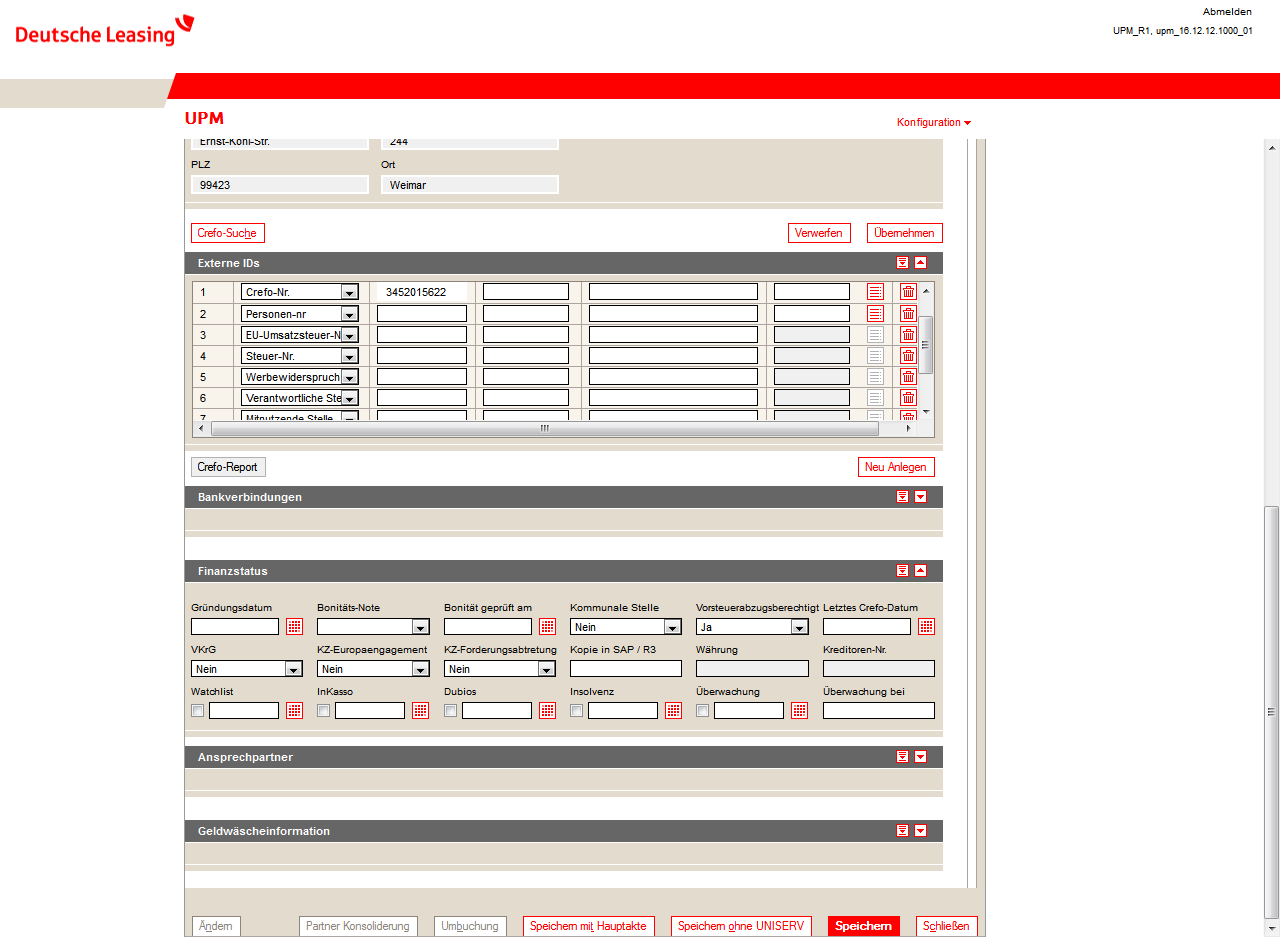 Abmelden
Deutsche Leasing
UPM_R1, upm_16.12.12.1000_01
UPM
Konfiguration
Ernst-Kohl-Str. 244
PLZ Ort
99423 Weimar
Crefo-Suche Verwerfen Übernehmen
Externe IDs
1 Crefo-Nr. 3452015622
2 Personen-nr
3 EU-Umsatzsteuer-N
4 Steuer-Nr.
5 Werbewiderspruch
6 Verantwortliche Ste
7 Mitnutzende Stelle
Crefo-Report Neu Anlegen
Bankverbindungen
Finanzstatus
Gründungsdatum Bonitäts-Note Bonität geprüft am Kommunale Stelle Vorsteuerabzugsberechtigt Letztes Crefo-Datum
Nein Ja
VKrG KZ-Europaengagement KZ-Forderungsabtretung Kopie in SAP / R3 Währung Kreditoren-Nr.
Nein Nein Nein
Watchlist InKasso Dubios Insolvenz Überwachung Überwachung bei
Ansprechpartner
Geldwäscheinformation
Ändern Partner Konsolidierung Umbuchung Speichern mit Hauptakte Speichern ohne UNISERV Speichern Schließen